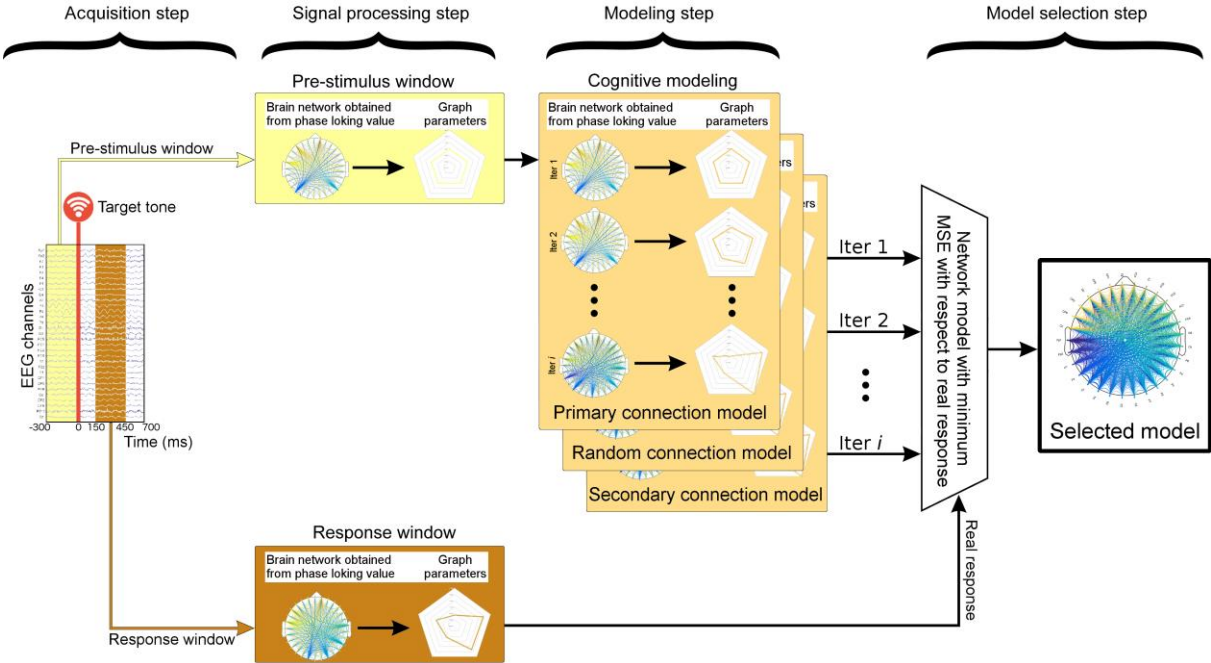 Acquisition step
Signal processing step
Modeling step
Model selection step
Pre-stimulus window
Brain network obtained
from phase loking value
Graph
parameters
Cognitive modeling
Brain network obtained
from phase loking value
Graph
parameters
Iter 1
Iter 2
Iter i
Primary connection model
ers
Random connection model
ers
Secondary connection model
Pre-stimulus window
Target tone
EEG channels
-300 0 150 450 700
Time (ms)
Response window
Response window
Brain network obtained
from phase loking value
Graph
parameters
Iter 1
Iter 2
Iter i
Network model with minimum
MSE with respect to real response
Real response
Selected model